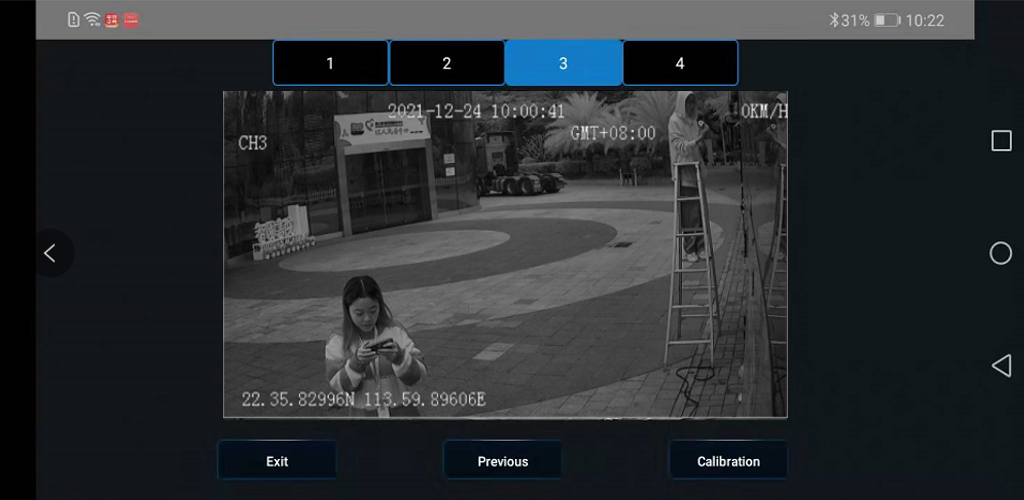 31% 10:22
1 2 3 4
2021-12-24 10:00:41
0KM/H
GMT+08:00
CH3
22.35.82996N 113.59.89606E
Exit Previous Calibration